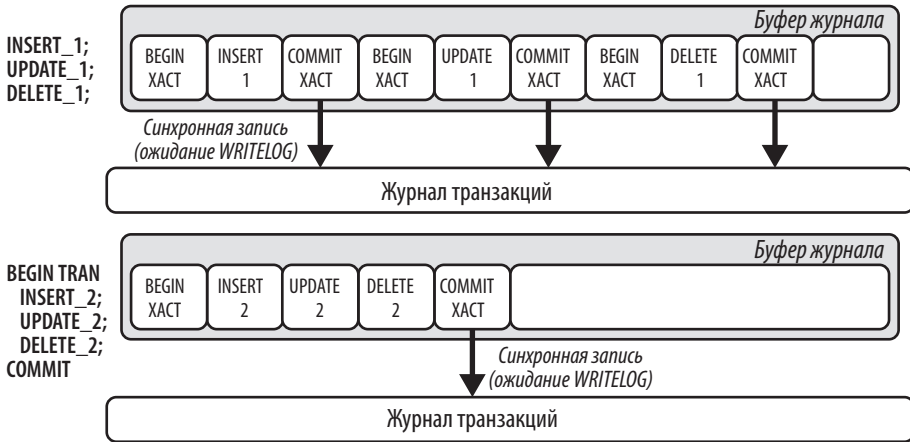 Буфер журнала
INSERT_1;
UPDATE_1;
DELETE_1;
BEGIN
XACT
INSERT
1
COMMIT
XACT
BEGIN
XACT
UPDATE
1
COMMIT
XACT
BEGIN
XACT
DELETE
1
COMMIT
XACT
Синхронная запись
(ожидание WRITELOG)
Журнал транзакций
Буфер журнала
BEGIN TRAN
INSERT_2;
UPDATE_2;
DELETE_2;
COMMIT
BEGIN
XACT
INSERT
2
UPDATE
2
DELETE
2
COMMIT
XACT
Синхронная запись
(ожидание WRITELOG)
Журнал транзакций